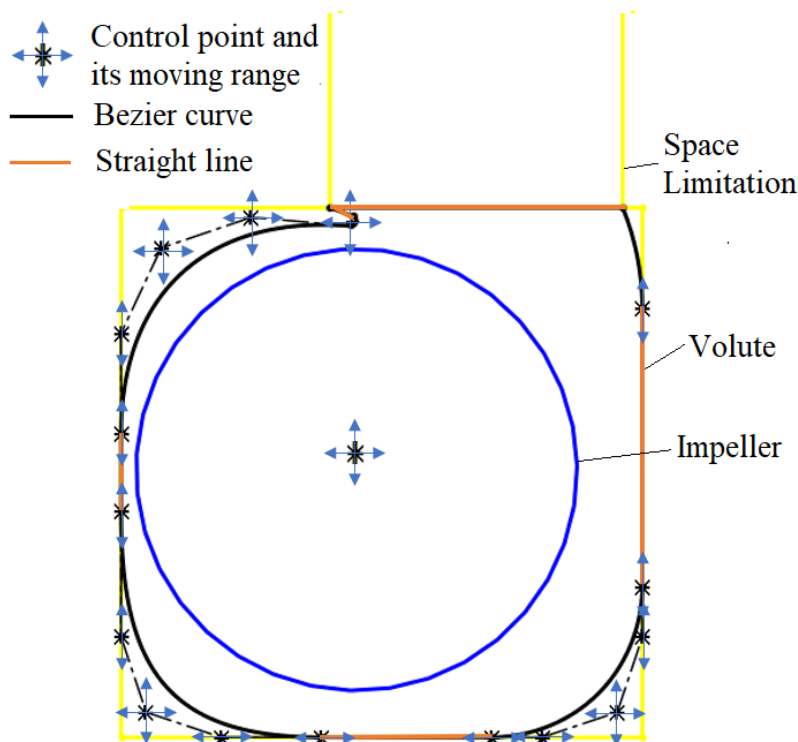 Control point and
its moving range
Bezier curve
Straight line
Space
Limitation
Volute
Impeller